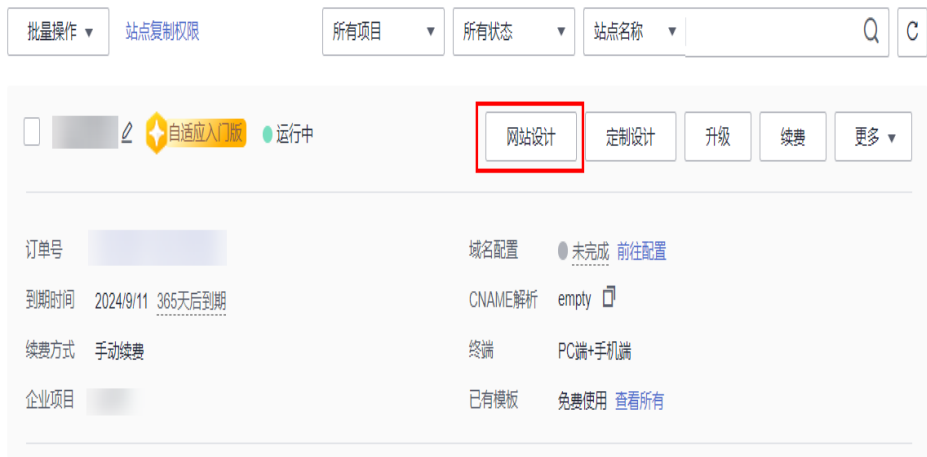 批量操作 站点复制权限 所有项目 所有状态 站点名称
自适应入门版 运行中 网站设计 定制设计 升级 续费 更多
订单号 域名配置 未完成 前往配置
到期时间 2024/9/11 365天后到期 CNAME解析 empty
续费方式 手动续费 终端 PC端+手机端
企业项目 已有模板 免费使用 查看所有